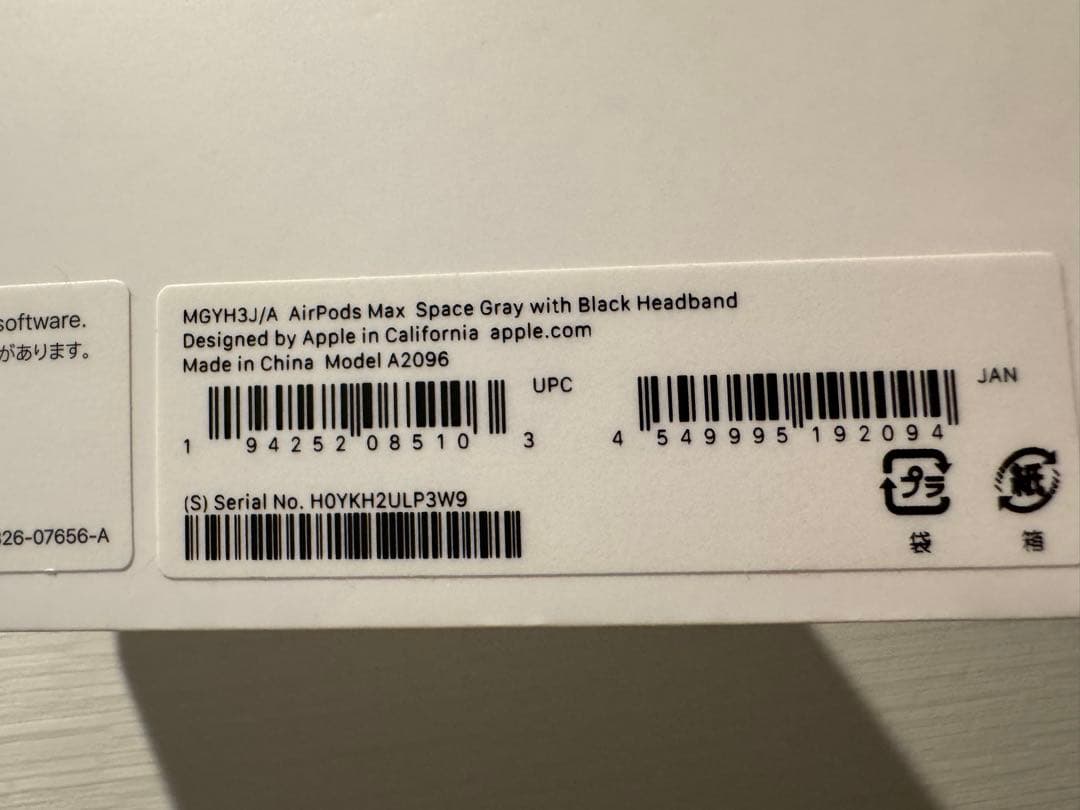 software.
があります。
326-07656-A
MGYH3J/A AirPods Max Space Gray with Black Headband
Designed by Apple in California apple.com
Made in China Model A2096
UPC
1 94252 08510 3
JAN
4 549995 192094
(S) Serial No. H0YKH2ULP3W9
プラ
袋
紙
箱